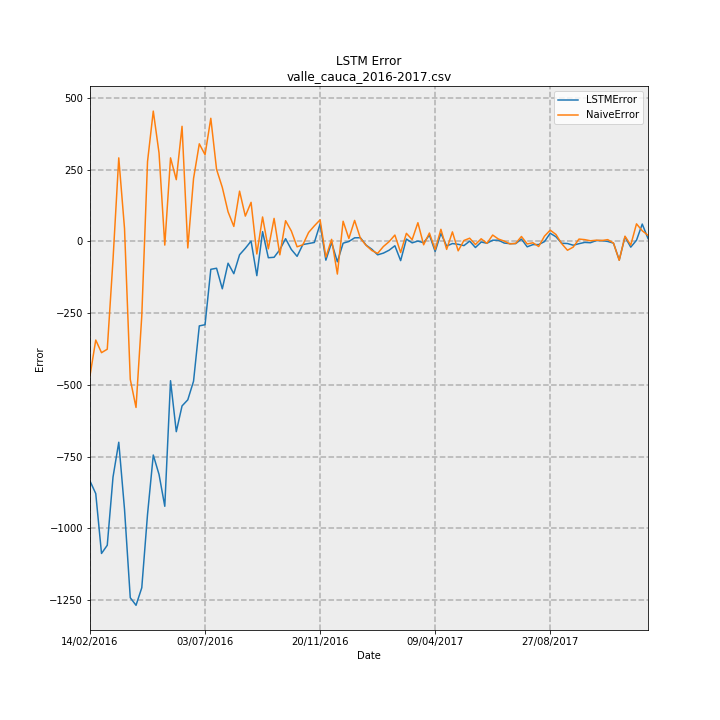 LSTM Error
valle_cauca_2016-2017.csv
LSTMError
NaiveError
500
250
0
−250
−500
−750
−1000
−1250
Error
14/02/2016 03/07/2016 20/11/2016 09/04/2017 27/08/2017
Date